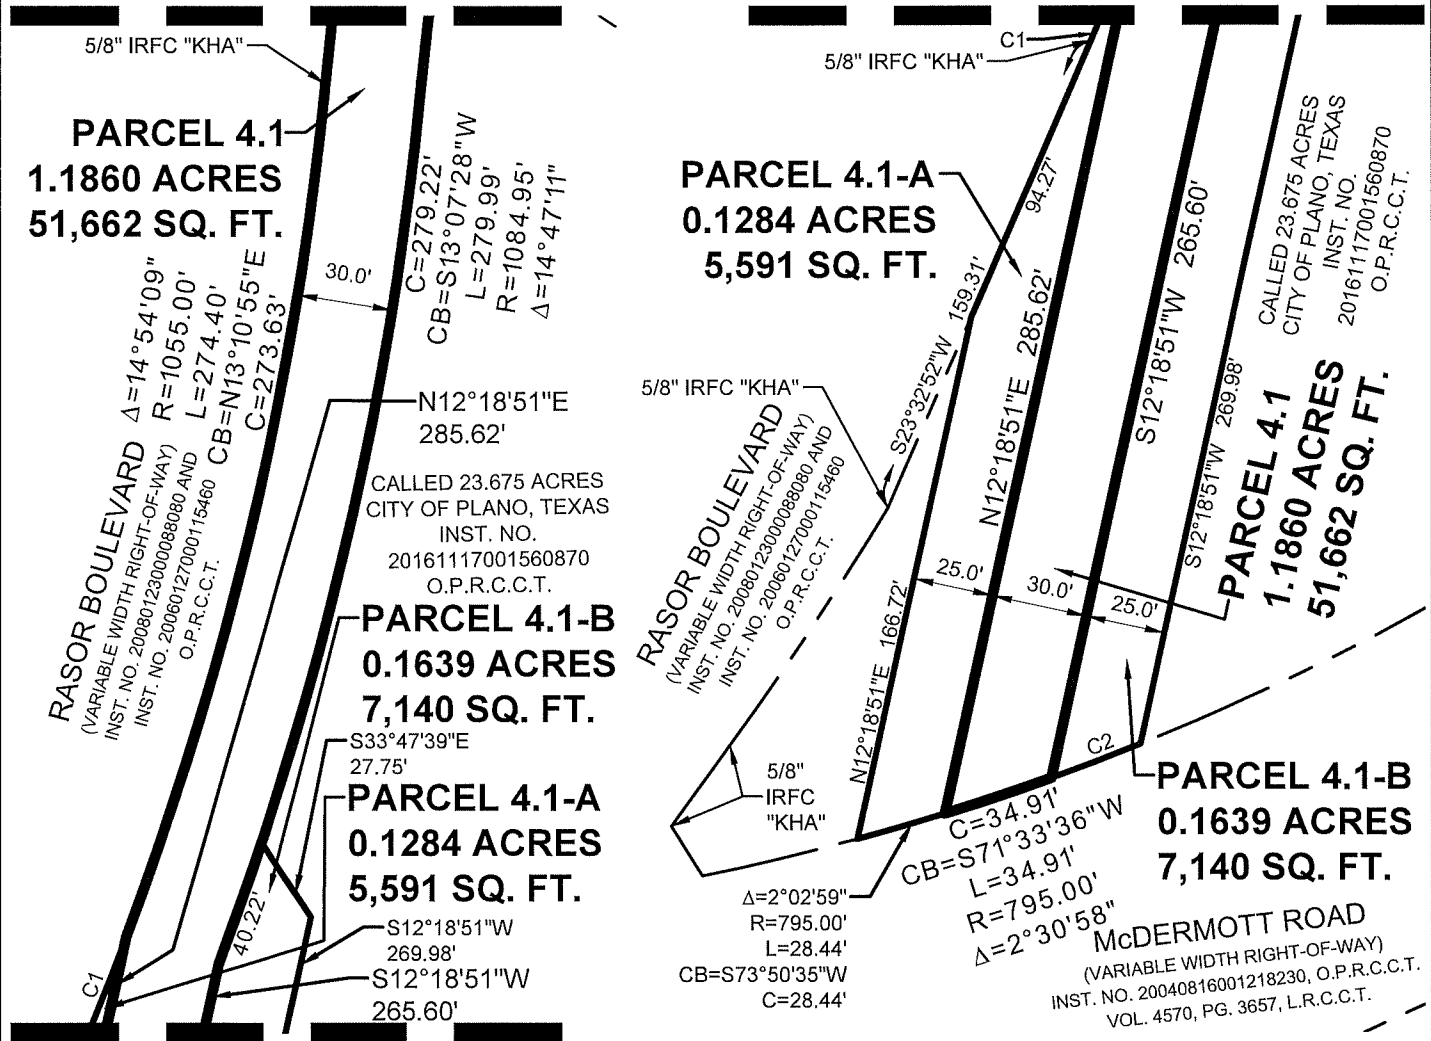 5/8" IRFC "KHA"
PARCEL 4.1
1.1860 ACRES
51,662 SQ. FT.
30.0'
C=279.22'
CB=S13°07'28"W
L=279.99'
R=1084.95'
Δ=14°47'11"
Δ=14°54'09"
R=1055.00'
L=274.40'
CB=N13°10'55"E
C=273.63'
RASOR BOULEVARD
(VARIABLE WIDTH RIGHT-OF-WAY)
INST. NO. 20080123000088080 AND
INST. NO. 20060127000115460
O.P.R.C.C.T.
N12°18'51"E
285.62'
CALLED 23.675 ACRES
CITY OF PLANO, TEXAS
INST. NO.
20161117001560870
O.P.R.C.C.T.
PARCEL 4.1-B
0.1639 ACRES
7,140 SQ. FT.
S33°47'39"E
27.75'
PARCEL 4.1-A
0.1284 ACRES
5,591 SQ. FT.
40.22'
S12°18'51"W
269.98'
S12°18'51"W
265.60'
C1
C1
5/8" IRFC "KHA"
PARCEL 4.1-A
0.1284 ACRES
5,591 SQ. FT.
94.27'
S23°32'52"W 159.31'
N12°18'51"E 285.62'
S12°18'51"W 265.60'
S12°18'51"W 269.98'
CALLED 23.675 ACRES
CITY OF PLANO, TEXAS
INST. NO.
20161117001560870
O.P.R.C.C.T.
PARCEL 4.1
1.1860 ACRES
51,662 SQ. FT.
5/8" IRFC "KHA"
RASOR BOULEVARD
(VARIABLE WIDTH RIGHT-OF-WAY)
INST. NO. 20080123000088080 AND
INST. NO. 20060127000115460
O.P.R.C.C.T.
25.0'
30.0'
25.0'
N12°18'51"E 166.72'
5/8"
IRFC
"KHA"
C2
PARCEL 4.1-B
0.1639 ACRES
7,140 SQ. FT.
C=34.91'
CB=S71°33'36"W
L=34.91'
R=795.00'
Δ=2°30'58"
Δ=2°02'59"
R=795.00'
L=28.44'
CB=S73°50'35"W
C=28.44'
McDERMOTT ROAD
(VARIABLE WIDTH RIGHT-OF-WAY)
INST. NO. 20040816001218230, O.P.R.C.C.T.
VOL. 4570, PG. 3657, L.R.C.C.T.